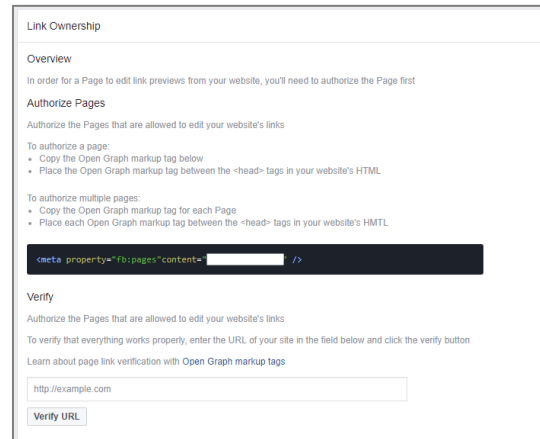 Link Ownership
Overview
In order for a Page to edit link previews from your website, you'll need to authorize the Page first
Authorize Pages
Authorize the Pages that are allowed to edit your website's links
To authorize a page:
• Copy the Open Graph markup tag below
• Place the Open Graph markup tag between the <head> tags in your website's HTML
To authorize multiple pages:
• Copy the Open Graph markup tag for each Page
• Place each Open Graph markup tag between the <head> tags in your website's HMTL
<meta property="fb:pages"content="" />
Verify
Authorize the Pages that are allowed to edit your website's links
To verify that everything works properly, enter the URL of your site in the field below and click the verify button
Learn about page link verification with Open Graph markup tags
http://example.com
Verify URL